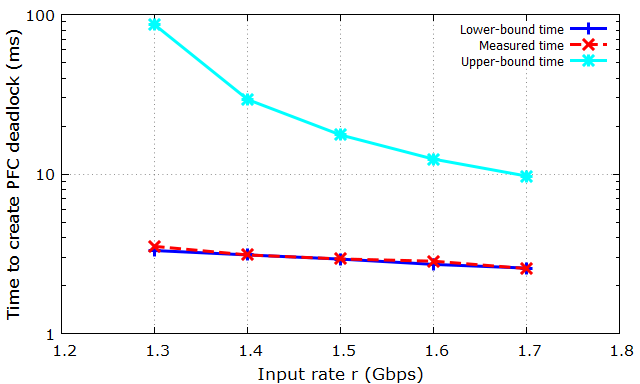 Time to create PFC deadlock (ms)
100
10
1
Lower-bound time
Measured time
Upper-bound time
1.2 1.3 1.4 1.5 1.6 1.7 1.8
Input rate r (Gbps)